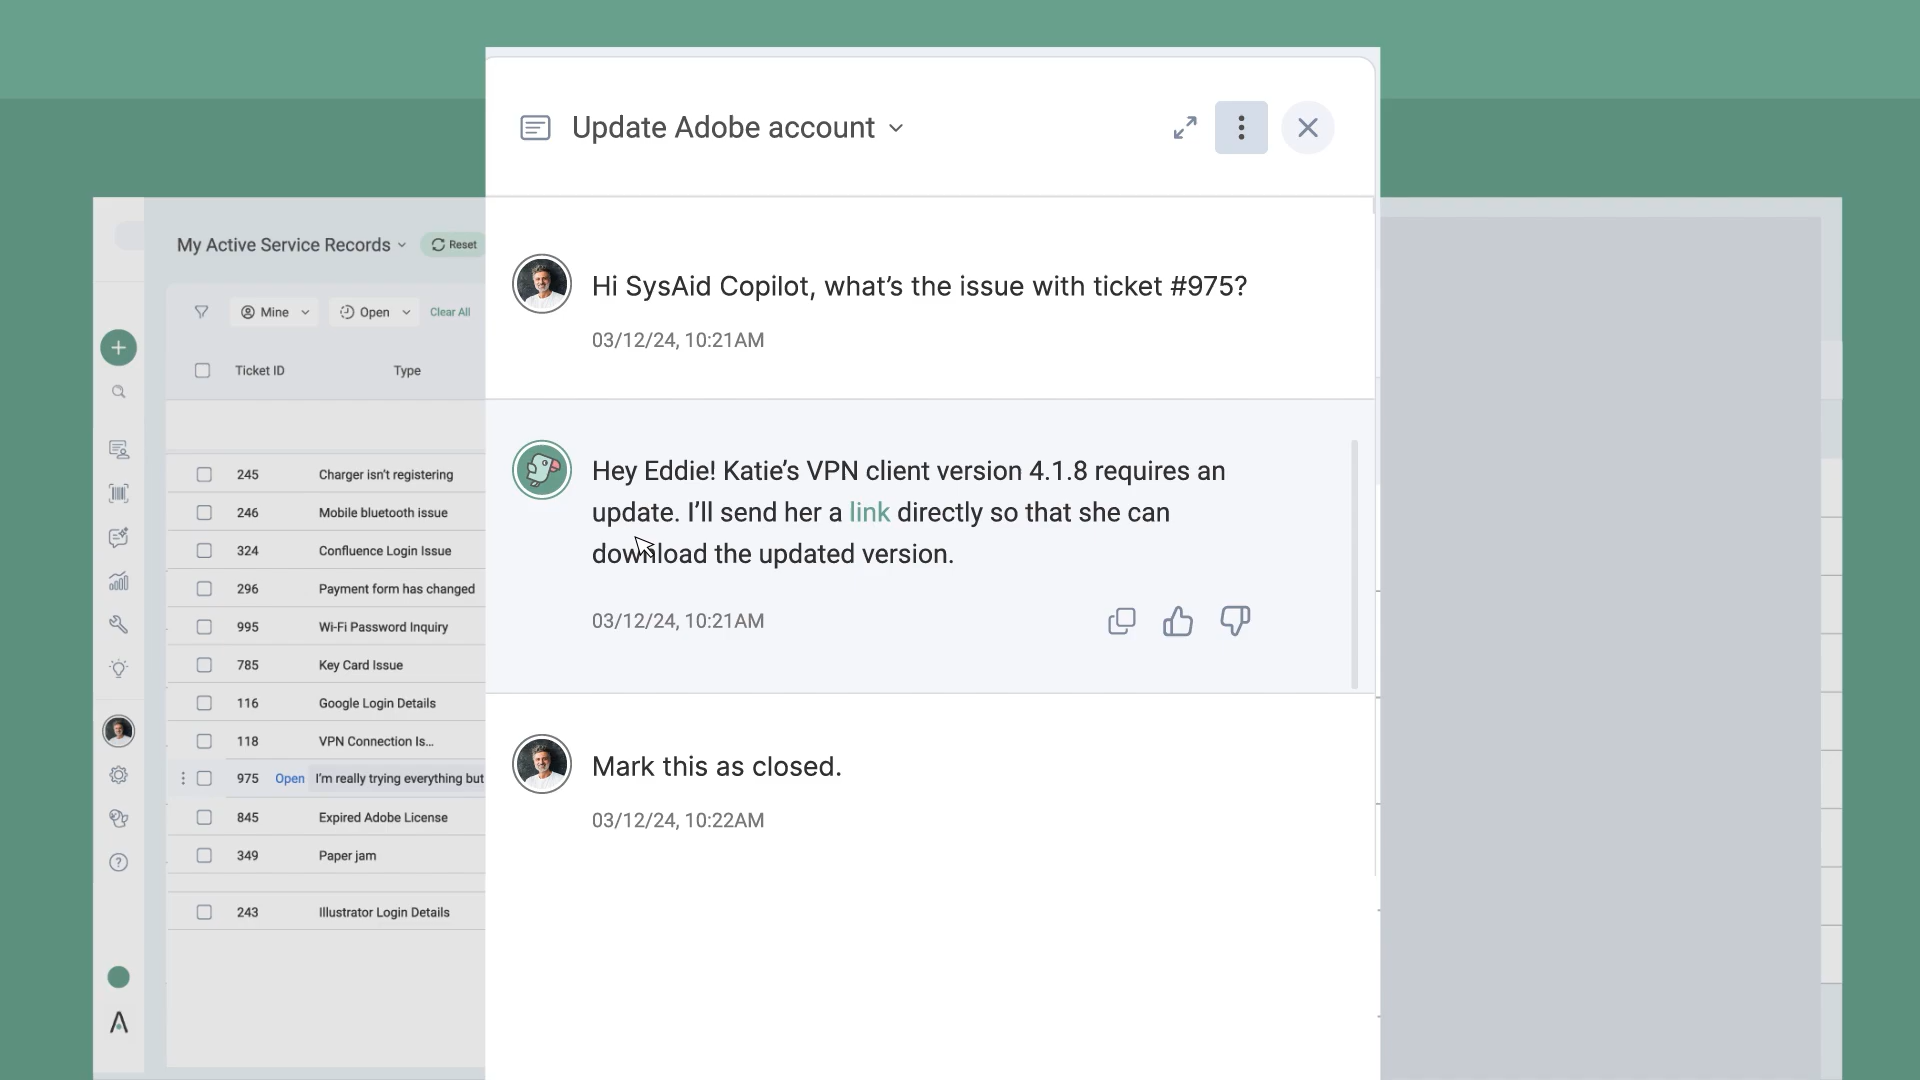 Update Adobe account
Hi SysAid Copilot, what’s the issue with ticket #975?
03/12/24, 10:21AM
Hey Eddie! Katie’s VPN client version 4.1.8 requires an
update. I’ll send her a link directly so that she can
download the updated version.
03/12/24, 10:21AM
Mark this as closed.
03/12/24, 10:22AM
My Active Service Records
Reset
Mine Open Clear All
Ticket ID Type
245 Charger isn’t registering
246 Mobile bluetooth issue
324 Confluence Login Issue
296 Payment form has changed
995 Wi-Fi Password Inquiry
785 Key Card Issue
116 Google Login Details
118 VPN Connection Is...
975 Open I’m really trying everything but
845 Expired Adobe License
349 Paper jam
243 Illustrator Login Details